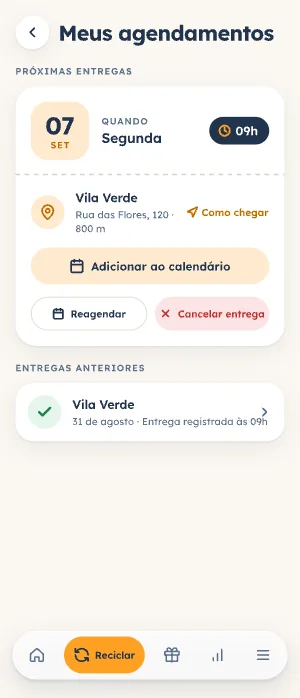 Meus agendamentos
PRÓXIMAS ENTREGAS
07
SET
QUANDO
Segunda
09h
Vila Verde
Rua das Flores, 120 ·
800 m
Como chegar
Adicionar ao calendário
Reagendar
Cancelar entrega
ENTREGAS ANTERIORES
Vila Verde
31 de agosto · Entrega registrada às 09h
Reciclar